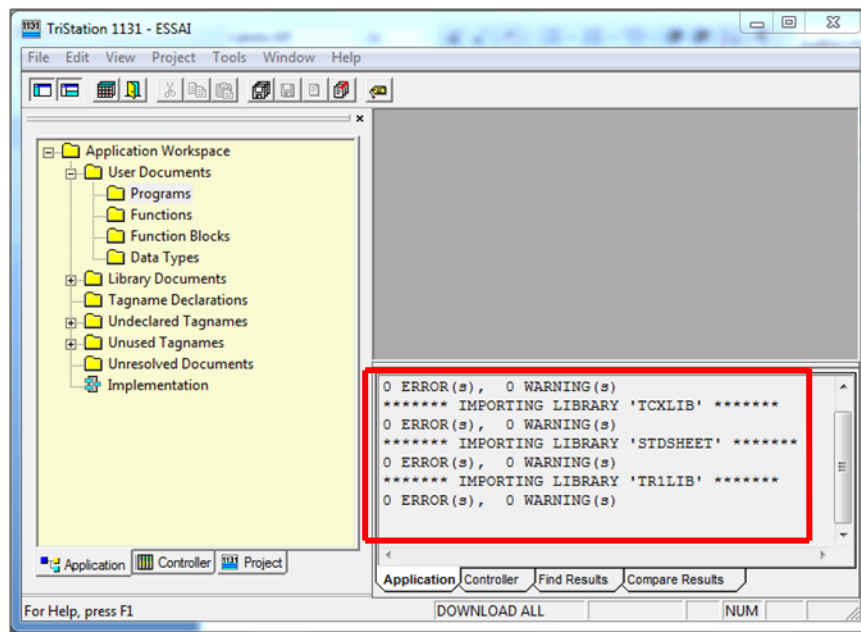 TriStation 1131 - ESSAI
File Edit View Project Tools Window Help
Application Workspace
User Documents
Programs
Functions
Function Blocks
Data Types
Library Documents
Tagname Declarations
Undeclared Tagnames
Unused Tagnames
Unresolved Documents
Implementation
Application Controller 1131 Project
0 ERROR(s), 0 WARNING(s)
******* IMPORTING LIBRARY 'TCXLIB' *******
0 ERROR(s), 0 WARNING(s)
******* IMPORTING LIBRARY 'STDSHEET' *******
0 ERROR(s), 0 WARNING(s)
******* IMPORTING LIBRARY 'TR1LIB' *******
0 ERROR(s), 0 WARNING(s)
Application Controller Find Results Compare Results
For Help, press F1 DOWNLOAD ALL NUM